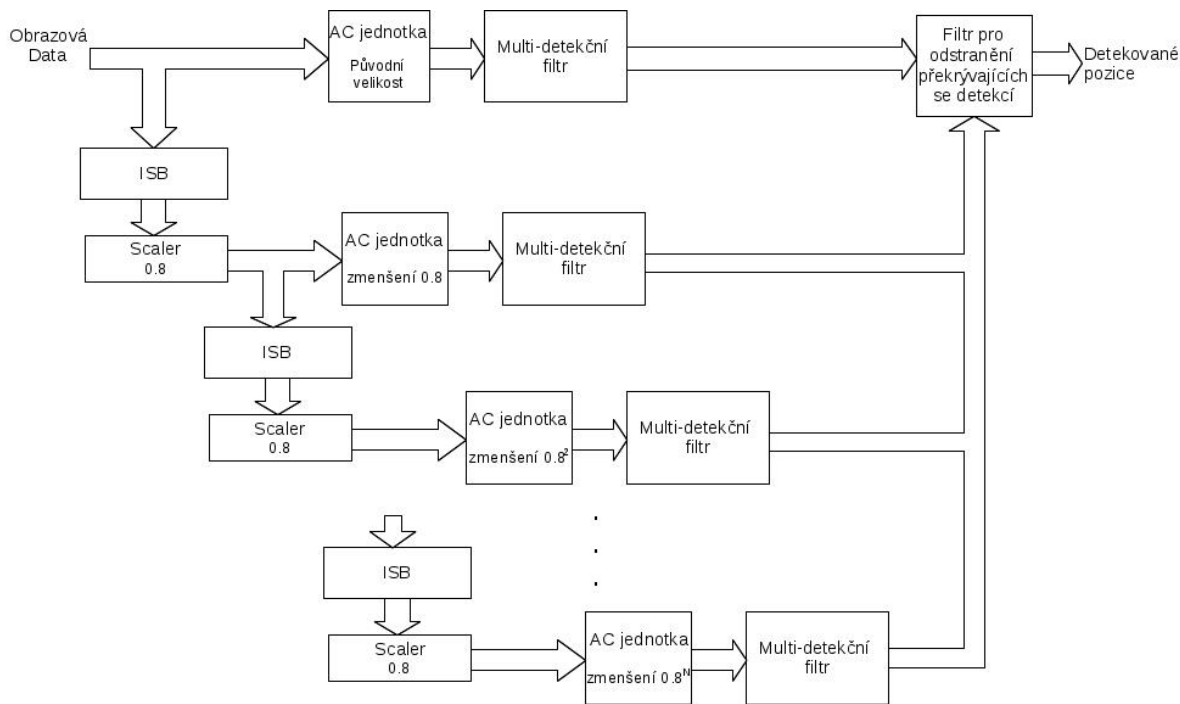 Obrazová
Data
AC jednotka
Původní
velikost
Multi-detekční
filtr
Filtr pro
odstranění
překrývajících
se detekcí
Detekované
pozice
ISB
Scaler
0.8
AC jednotka
zmenšení 0.8
Multi-detekční
filtr
ISB
Scaler
0.8
AC jednotka
zmenšení 0.8²
Multi-detekční
filtr
ISB
Scaler
0.8
AC jednotka
zmenšení 0.8ᴺ
Multi-detekční
filtr